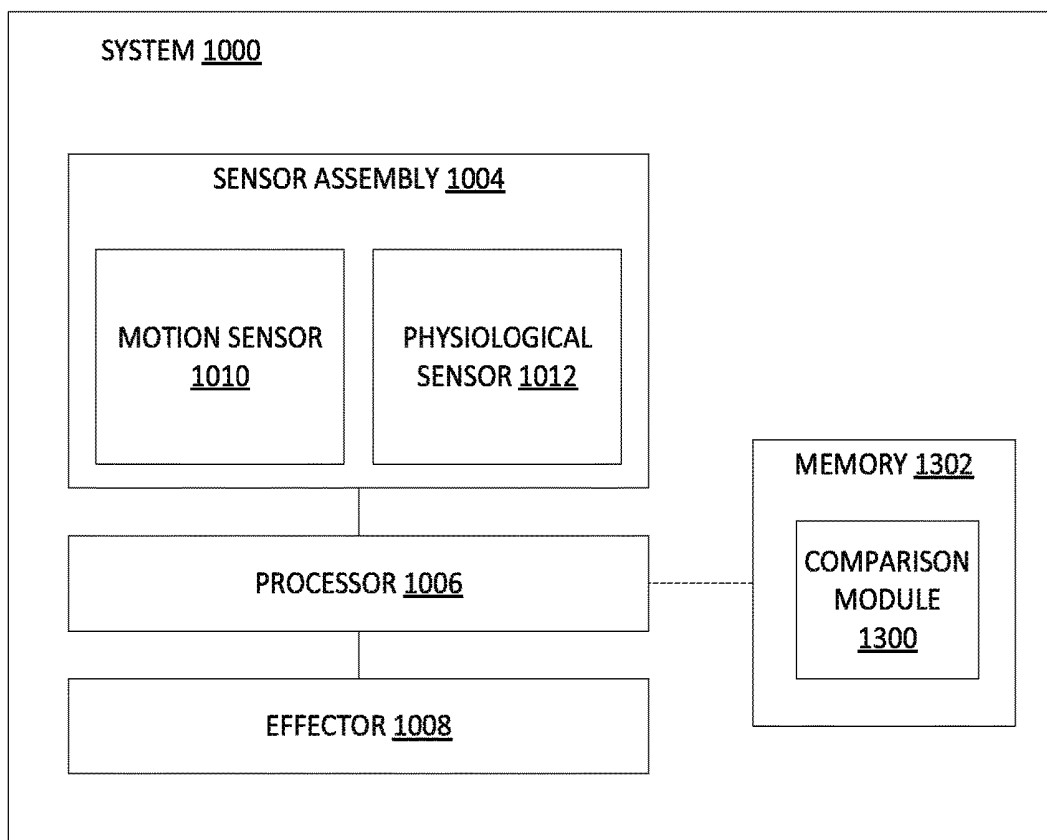 SYSTEM 1000
SENSOR ASSEMBLY 1004
MOTION SENSOR
1010
PHYSIOLOGICAL
SENSOR 1012
MEMORY 1302
COMPARISON
MODULE
1300
PROCESSOR 1006
EFFECTOR 1008